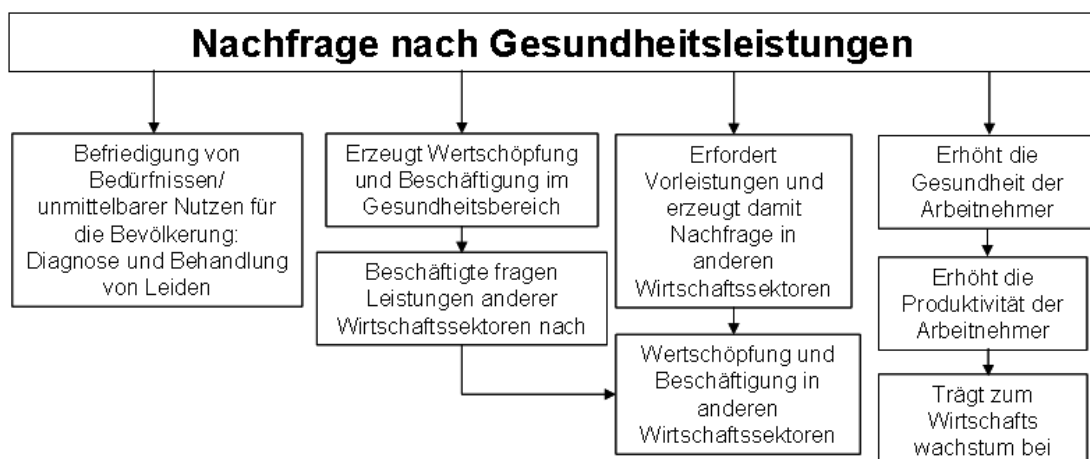 Nachfrage nach Gesundheitsleistungen
Befriedigung von
Bedürfnissen/
unmittelbarer Nutzen für
die Bevölkerung:
Diagnose und Behandlung
von Leiden
Erzeugt Wertschöpfung
und Beschäftigung im
Gesundheitsbereich
Beschäftigte fragen
Leistungen anderer
Wirtschaftssektoren nach
Erfordert
Vorleistungen und
erzeugt damit
Nachfrage in
anderen
Wirtschaftssektoren
Wertschöpfung und
Beschäftigung in
anderen
Wirtschaftssektoren
Erhöht die
Gesundheit der
Arbeitnehmer
Erhöht die
Produktivität der
Arbeitnehmer
Trägt zum
Wirtschafts
wachstum bei